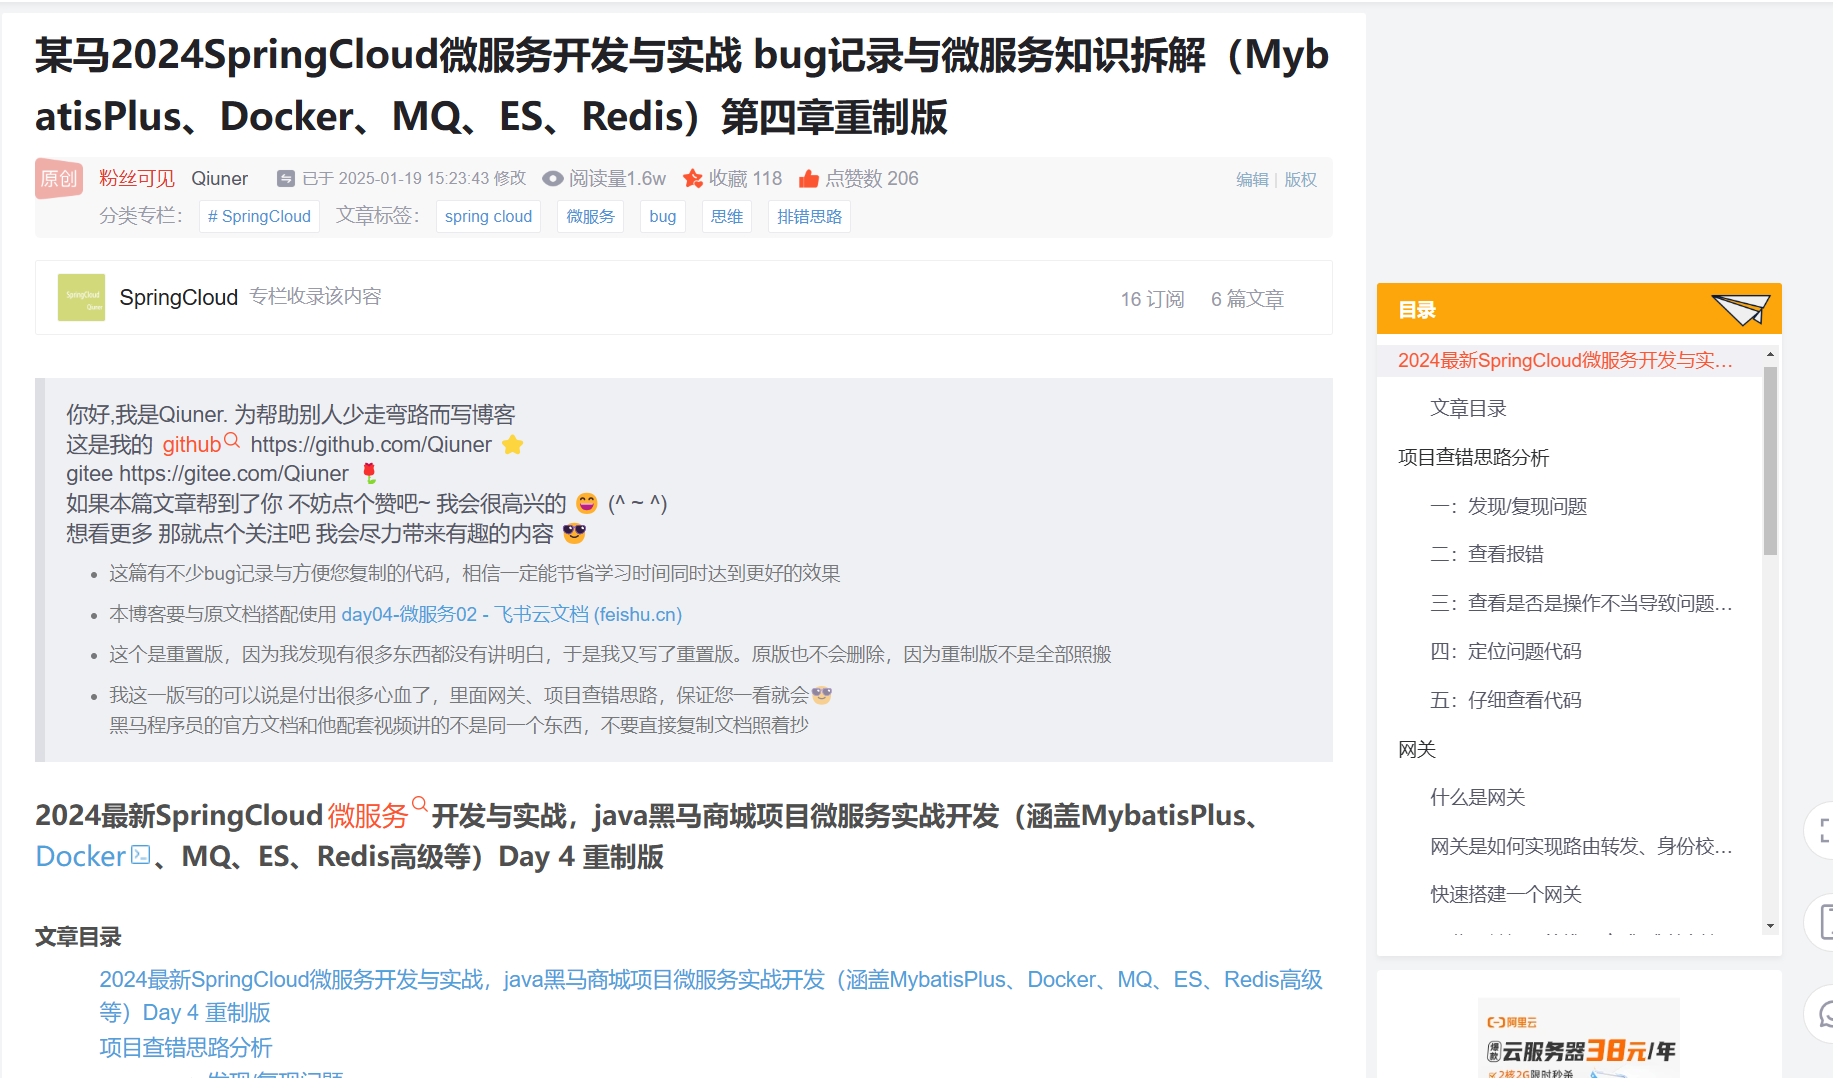 某马2024SpringCloud微服务开发与实战 bug记录与微服务知识拆解（Myb
atisPlus、Docker、MQ、ES、Redis）第四章重制版
原创 粉丝可见 Qiuner 已于 2025-01-19 15:23:43 修改 阅读量1.6w 收藏 118 点赞数 206 编辑 | 版权
分类专栏： # SpringCloud 文章标签： spring cloud 微服务 bug 思维 排错思路
SpringCloud Qiuner
SpringCloud 专栏收录该内容 16 订阅 6 篇文章
你好,我是Qiuner. 为帮助别人少走弯路而写博客
这是我的 github https://github.com/Qiuner ⭐
gitee https://gitee.com/Qiuner 🌹
如果本篇文章帮到了你 不妨点个赞吧~ 我会很高兴的 😄 (^ ~ ^)
想看更多 那就点个关注吧 我会尽力带来有趣的内容 😎
• 这篇有不少bug记录与方便您复制的代码，相信一定能节省学习时间同时达到更好的效果
• 本博客要与原文档搭配使用 day04-微服务02 - 飞书云文档 (feishu.cn)
• 这个是重置版，因为我发现有很多东西都没有讲明白，于是我又写了重置版。原版也不会删除，因为重制版不是全部照搬
• 我这一版写的可以说是付出很多心血了，里面网关、项目查错思路，保证您一看就会😎
黑马程序员的官方文档和他配套视频讲的不是同一个东西，不要直接复制文档照着抄
2024最新SpringCloud微服务开发与实战，java黑马商城项目微服务实战开发（涵盖MybatisPlus、
Docker、MQ、ES、Redis高级等）Day 4 重制版
文章目录
2024最新SpringCloud微服务开发与实战，java黑马商城项目微服务实战开发（涵盖MybatisPlus、Docker、MQ、ES、Redis高级
等）Day 4 重制版
项目查错思路分析
一：发现/复现问题
目录
2024最新SpringCloud微服务开发与实…
文章目录
项目查错思路分析
一：发现/复现问题
二：查看报错
三：查看是否是操作不当导致问题…
四：定位问题代码
五：仔细查看代码
网关
什么是网关
网关是如何实现路由转发、身份校…
快速搭建一个网关
阿里云
爆款 云服务器38元/年
2核2G限时秒杀